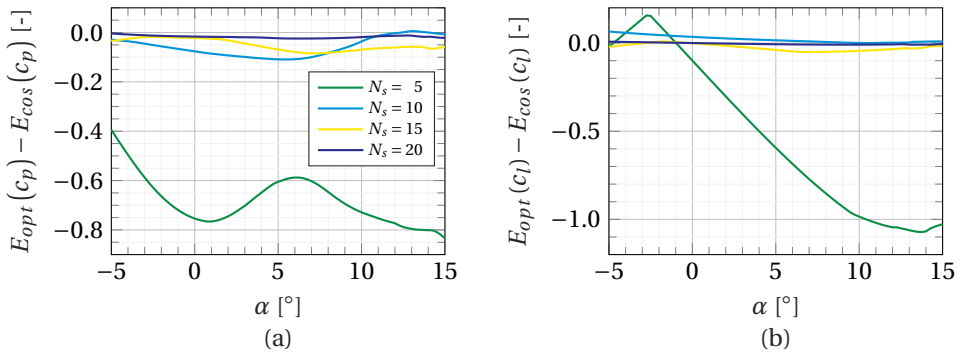 E_opt(c_p) − E_cos(c_p) [-]
0.0
−0.2
−0.4
−0.6
−0.8
−5 0 5 10 15
α [°]
(a)
N_s = 5
N_s = 10
N_s = 15
N_s = 20
E_opt(c_l) − E_cos(c_l) [-]
0.0
−0.5
−1.0
−5 0 5 10 15
α [°]
(b)